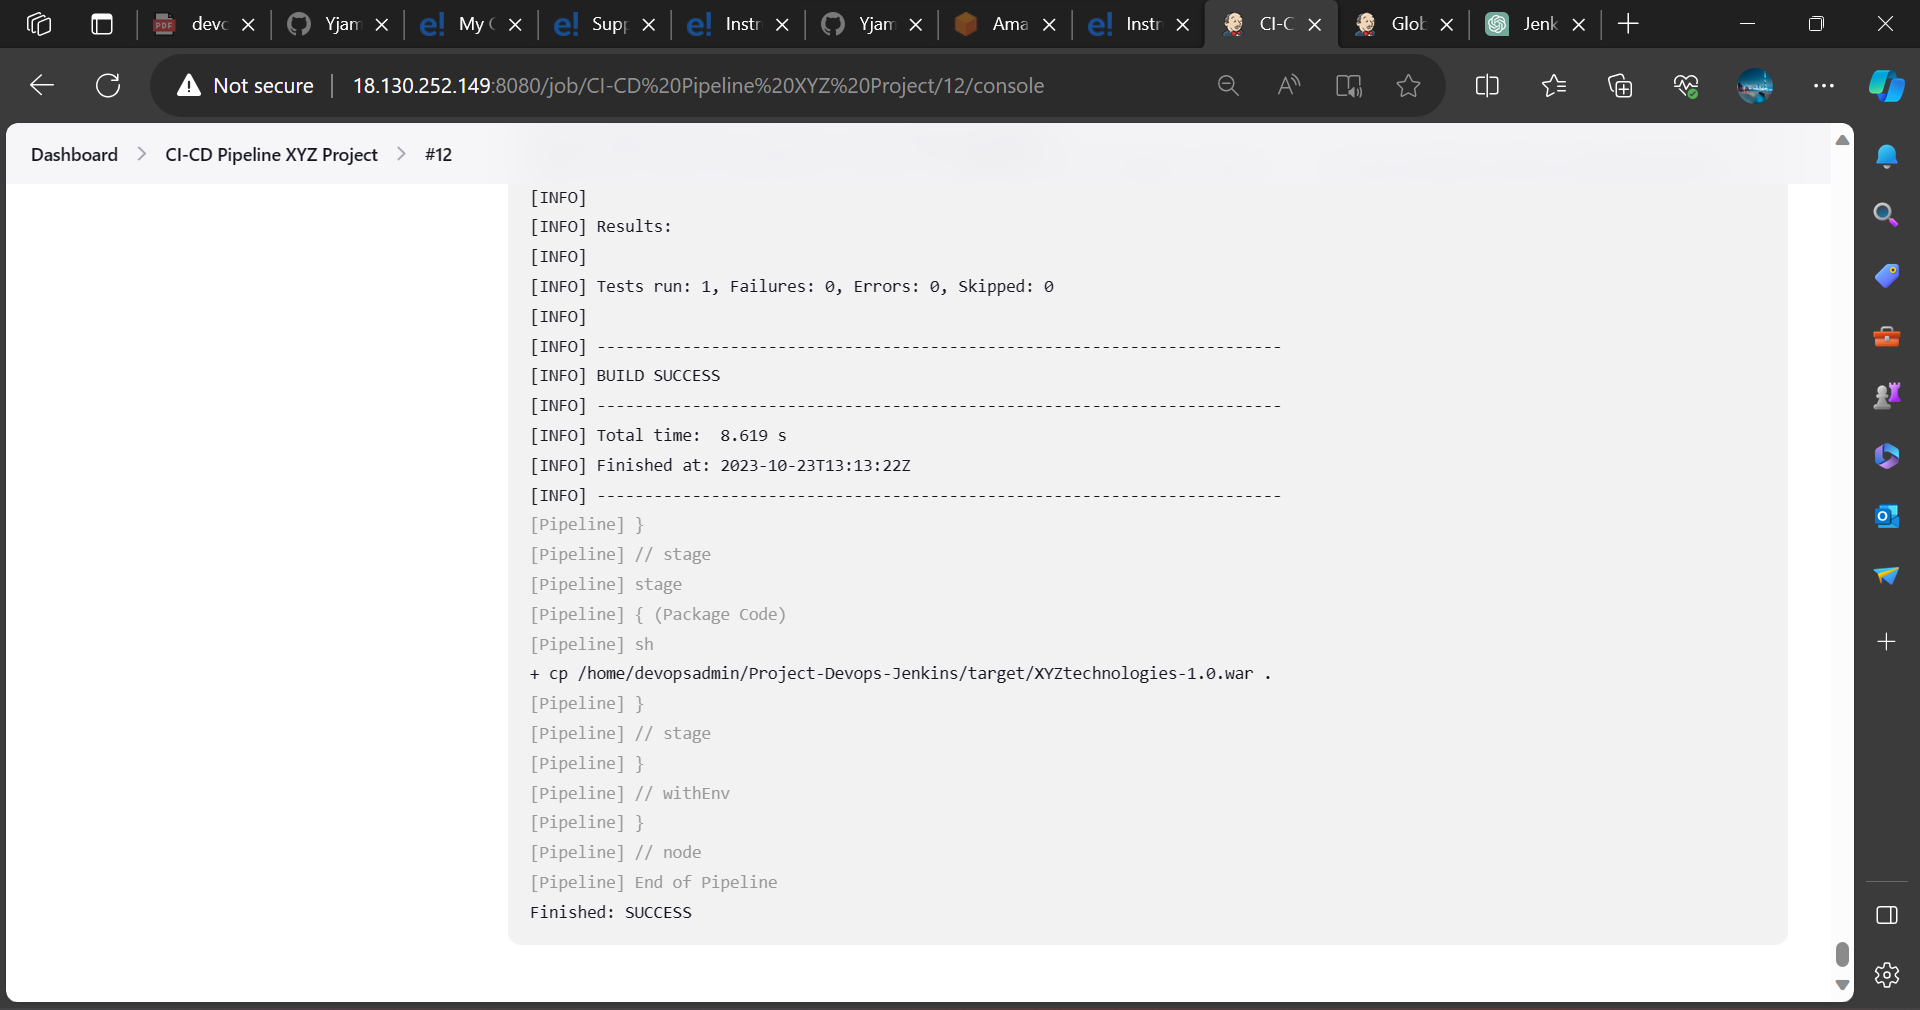 devc
Yjam
My C
Supp
Instr
Yjam
Ama
Instr
CI-C
Glob
Jenk
Not secure
18.130.252.149:8080/job/CI-CD%20Pipeline%20XYZ%20Project/12/console
Dashboard > CI-CD Pipeline XYZ Project > #12
[INFO]
[INFO] Results:
[INFO]
[INFO] Tests run: 1, Failures: 0, Errors: 0, Skipped: 0
[INFO]
[INFO] ------------------------------------------------------------------------
[INFO] BUILD SUCCESS
[INFO] ------------------------------------------------------------------------
[INFO] Total time:  8.619 s
[INFO] Finished at: 2023-10-23T13:13:22Z
[INFO] ------------------------------------------------------------------------
[Pipeline] }
[Pipeline] // stage
[Pipeline] stage
[Pipeline] { (Package Code)
[Pipeline] sh
+ cp /home/devopsadmin/Project-Devops-Jenkins/target/XYZtechnologies-1.0.war .
[Pipeline] }
[Pipeline] // stage
[Pipeline] }
[Pipeline] // withEnv
[Pipeline] }
[Pipeline] // node
[Pipeline] End of Pipeline
Finished: SUCCESS